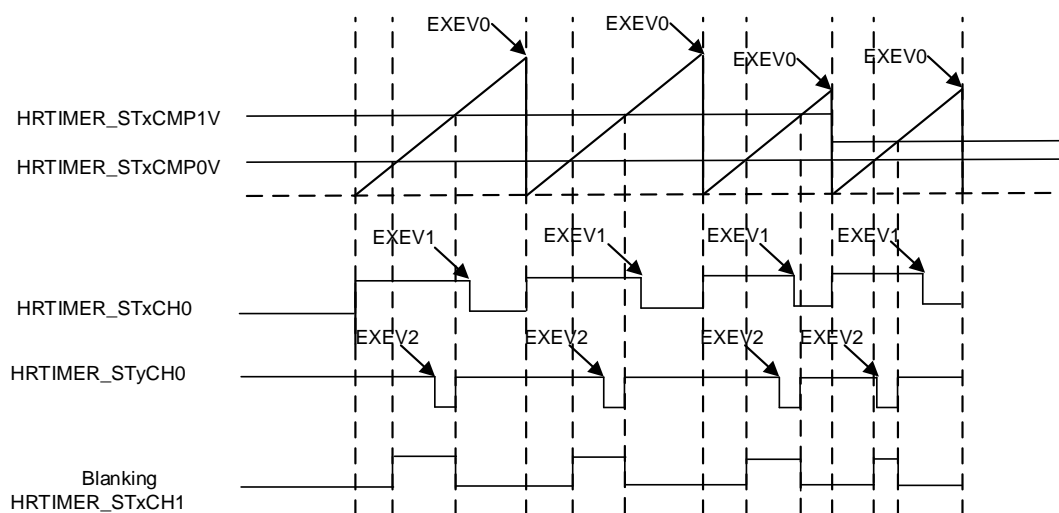 EXEV0 EXEV0 EXEV0 EXEV0
HRTIMER_STxCMP1V
HRTIMER_STxCMP0V
EXEV1 EXEV1 EXEV1 EXEV1
HRTIMER_STxCH0
EXEV2 EXEV2 EXEV2 EXEV2
HRTIMER_STyCH0
Blanking
HRTIMER_STxCH1